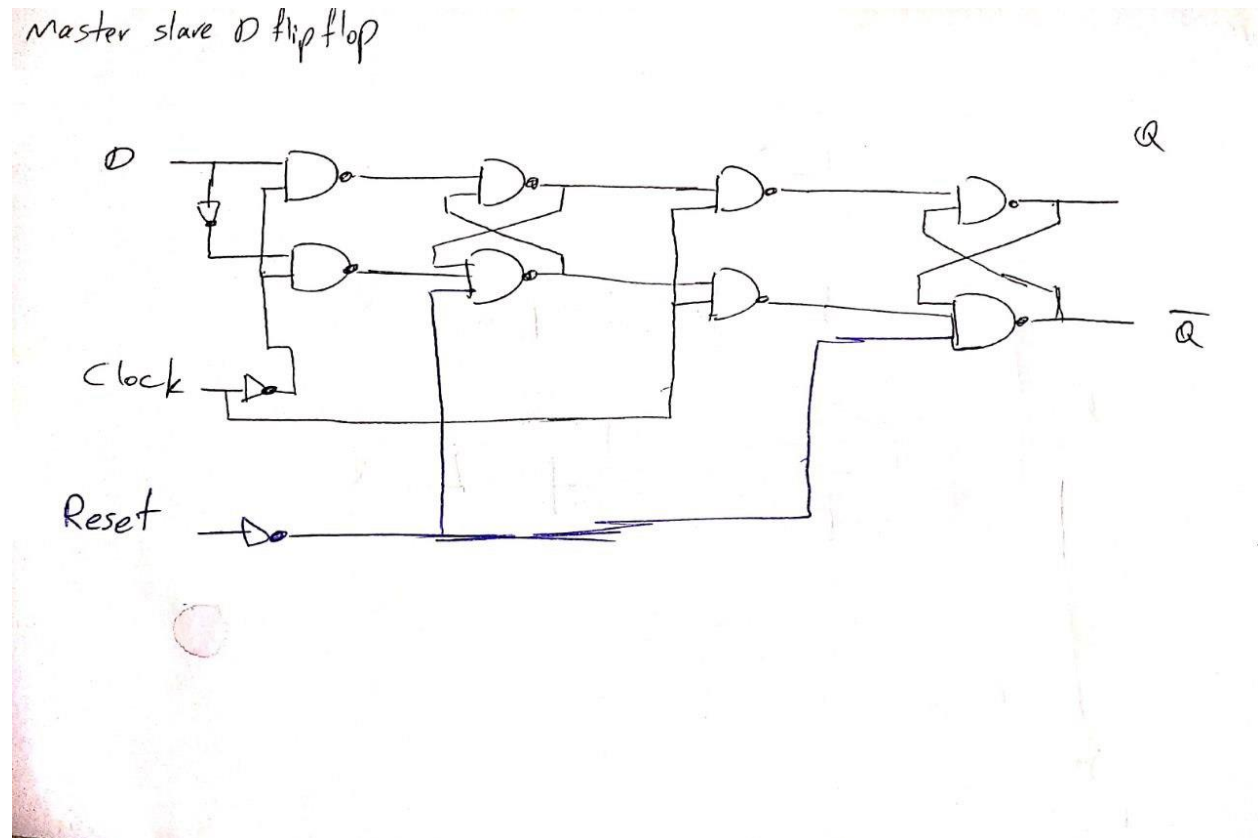 Master slave D flip flop
D
Q
Q
Clock
Reset